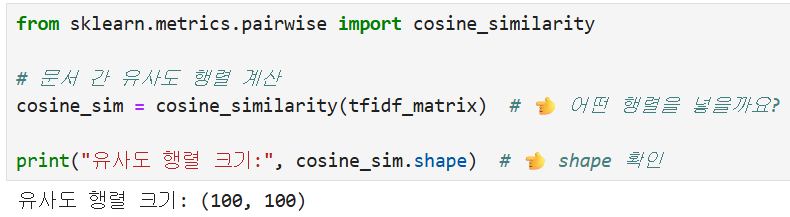 from sklearn.metrics.pairwise import cosine_similarity
# 문서 간 유사도 행렬 계산
cosine_sim = cosine_similarity(tfidf_matrix)  # 👉 어떤 행렬을 넣을까요?
print("유사도 행렬 크기:", cosine_sim.shape)  # 👉 shape 확인
유사도 행렬 크기: (100, 100)